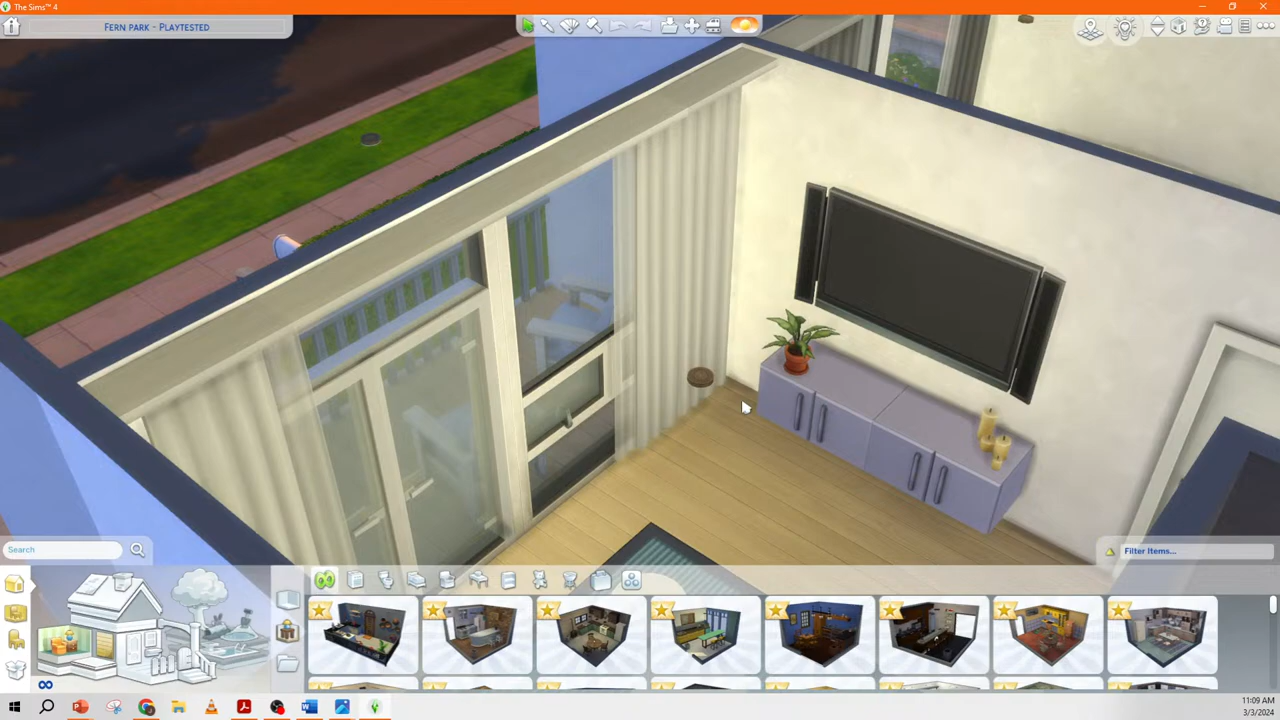 The Sims™ 4
FERN PARK - PLAYTESTED
Search
Filter Items...
11:09 AM
3/3/2024